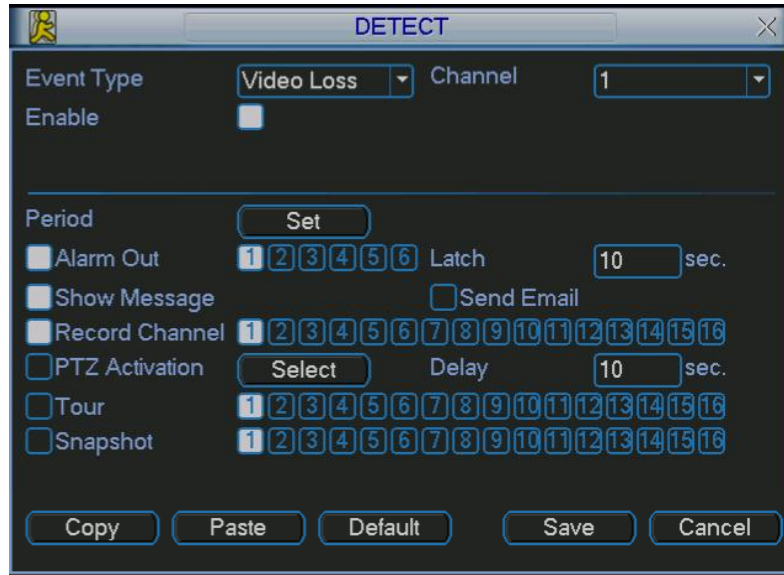 DETECT
Event Type Video Loss Channel 1
Enable
Period Set
Alarm Out 1 2 3 4 5 6 Latch 10 sec.
Show Message Send Email
Record Channel 1 2 3 4 5 6 7 8 9 10 11 12 13 14 15 16
PTZ Activation Select Delay 10 sec.
Tour 1 2 3 4 5 6 7 8 9 10 11 12 13 14 15 16
Snapshot 1 2 3 4 5 6 7 8 9 10 11 12 13 14 15 16
Copy Paste Default Save Cancel